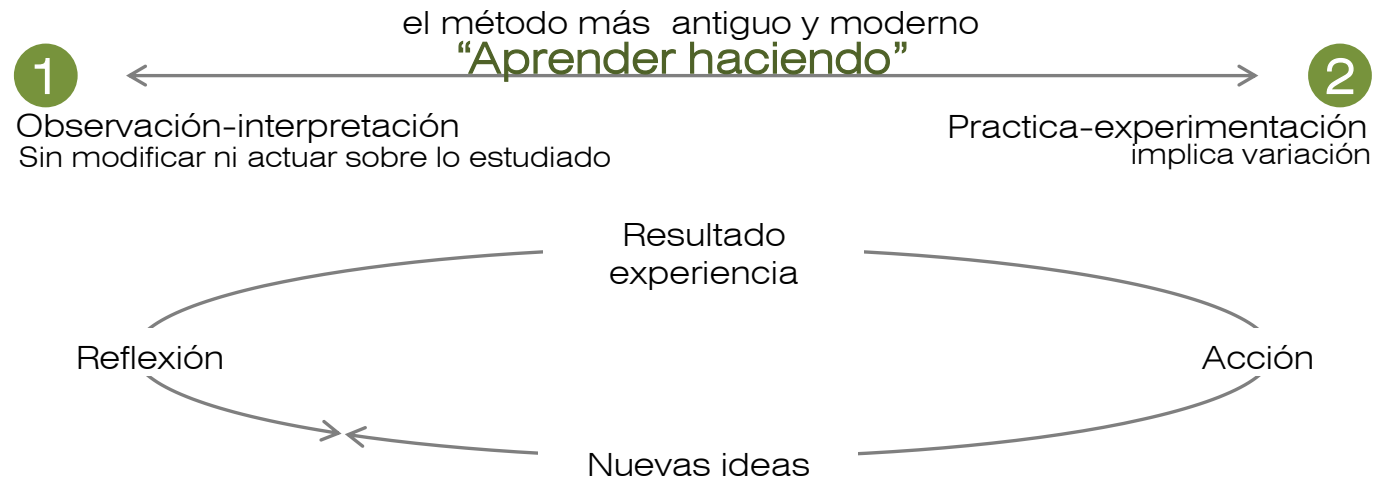 el método más antiguo y moderno
“Aprender haciendo”
1
2
Observación-interpretación
Sin modificar ni actuar sobre lo estudiado
Practica-experimentación
implica variación
Resultado
experiencia
Reflexión
Acción
Nuevas ideas